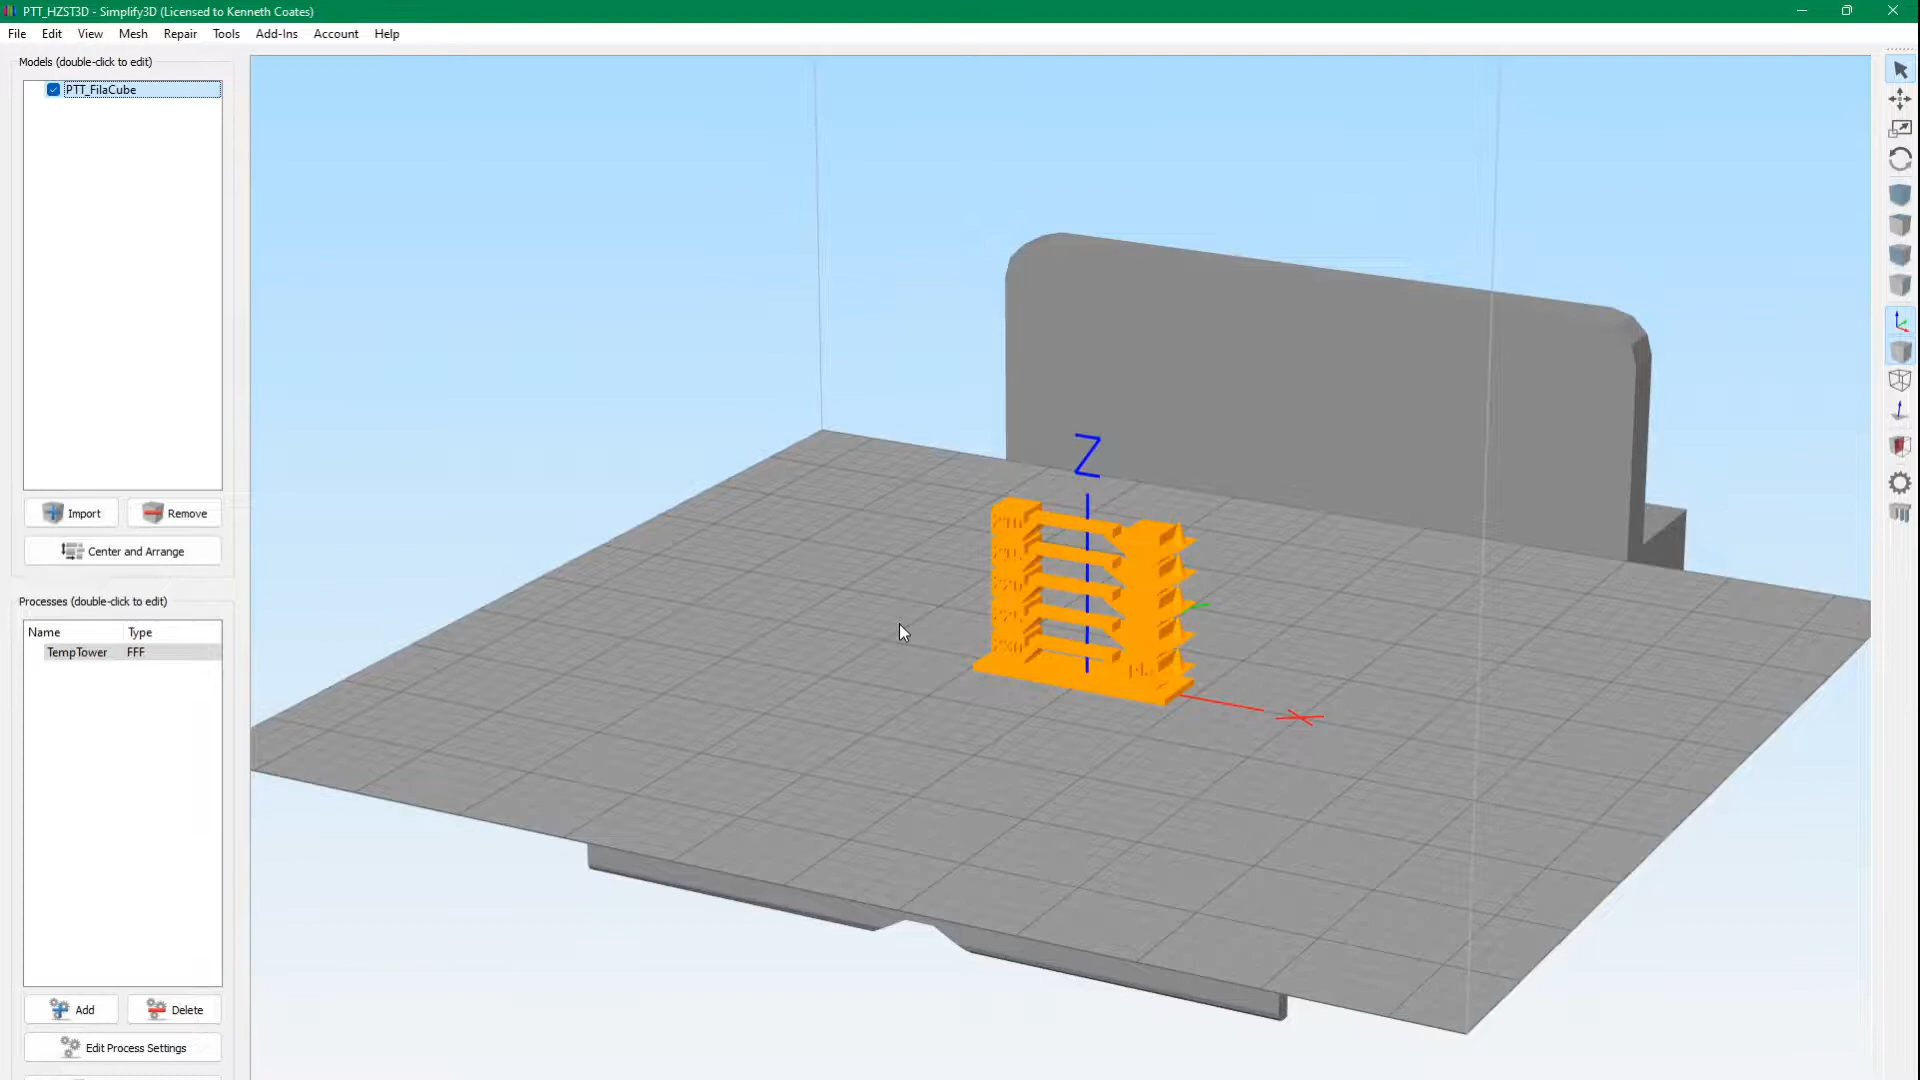 PTT_HZST3D - Simplify3D (Licensed to Kenneth Coates)
File Edit View Mesh Repair Tools Add-Ins Account Help
Models (double-click to edit)
PTT_FilaCube
Import Remove
Center and Arrange
Processes (double-click to edit)
Name Type
TempTower FFF
Add Delete
Edit Process Settings
Z
X